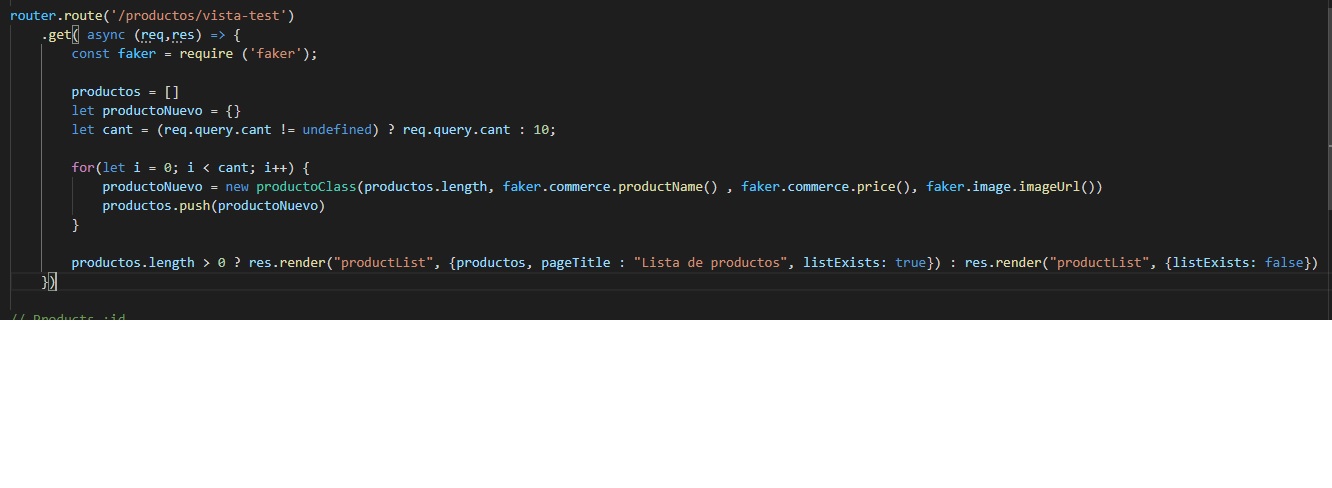 router.route('/productos/vista-test')
.get( async (req,res) => {
const faker = require ('faker');
productos = []
let productoNuevo = {}
let cant = (req.query.cant != undefined) ? req.query.cant : 10;
for(let i = 0; i < cant; i++) {
productoNuevo = new productoClass(productos.length, faker.commerce.productName() , faker.commerce.price(), faker.image.imageUrl())
productos.push(productoNuevo)
}
productos.length > 0 ? res.render("productList", {productos, pageTitle : "Lista de productos", listExists: true}) : res.render("productList", {listExists: false})
})
// Products :id